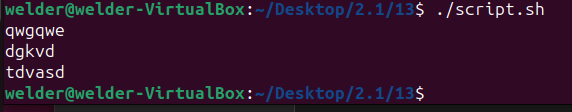 welder@welder-VirtualBox:~/Desktop/2.1/13$ ./script.sh
qwgqwe
dgkvd
tdvasd
welder@welder-VirtualBox:~/Desktop/2.1/13$